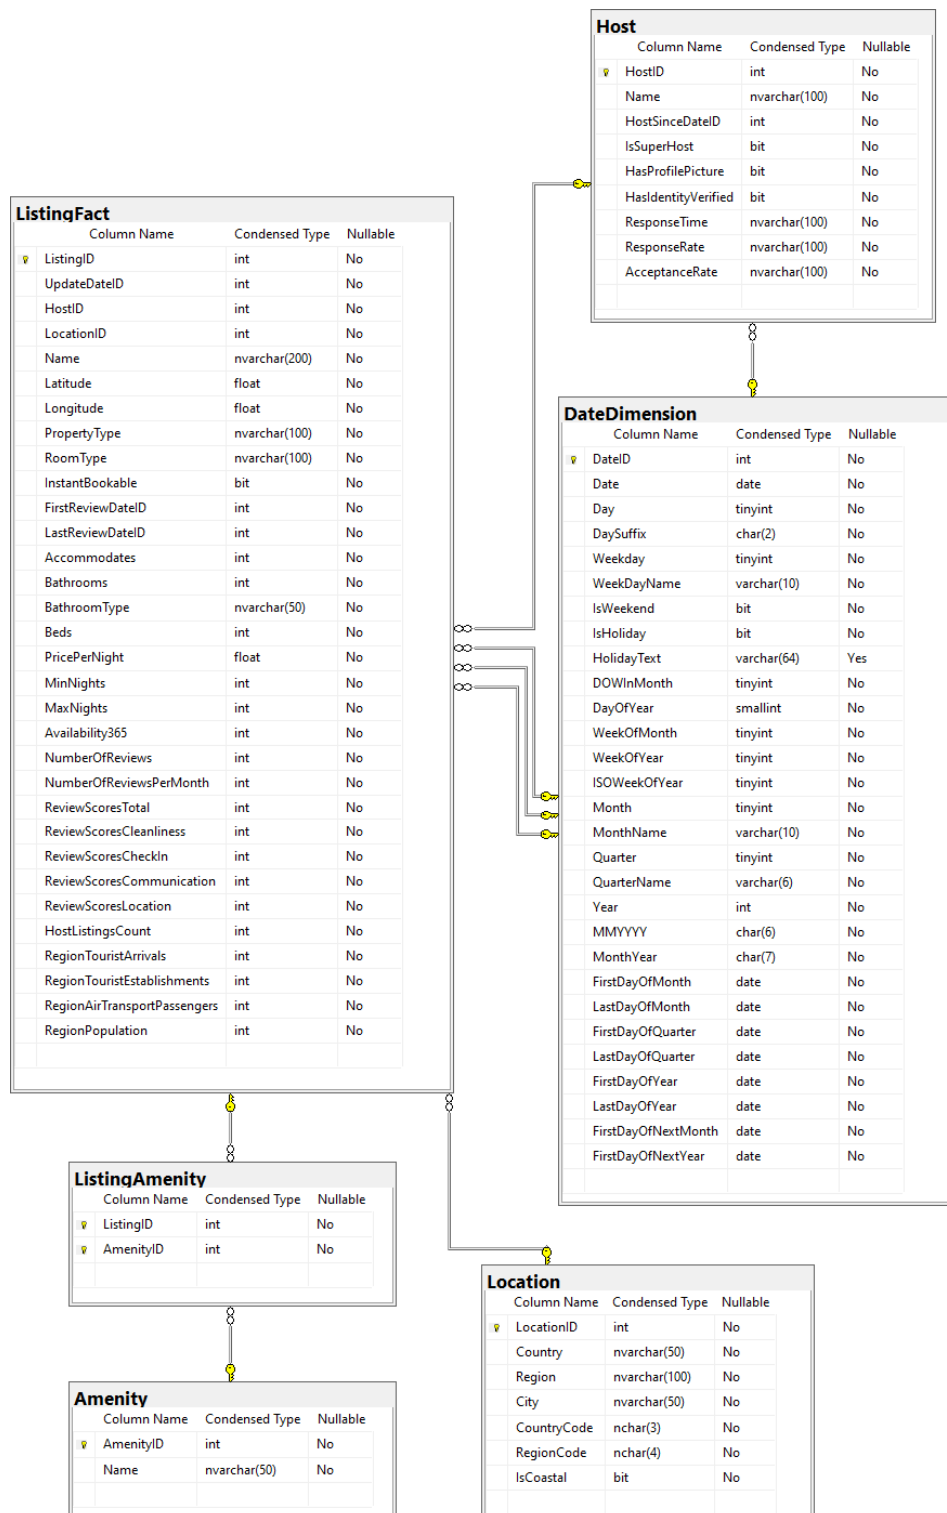 Host
Column Name Condensed Type Nullable
HostID int No
Name nvarchar(100) No
HostSinceDateID int No
IsSuperHost bit No
HasProfilePicture bit No
HasIdentityVerified bit No
ResponseTime nvarchar(100) No
ResponseRate nvarchar(100) No
AcceptanceRate nvarchar(100) No
ListingFact
Column Name Condensed Type Nullable
ListingID int No
UpdateDateID int No
HostID int No
LocationID int No
Name nvarchar(200) No
Latitude float No
Longitude float No
PropertyType nvarchar(100) No
RoomType nvarchar(100) No
InstantBookable bit No
FirstReviewDateID int No
LastReviewDateID int No
Accommodates int No
Bathrooms int No
BathroomType nvarchar(50) No
Beds int No
PricePerNight float No
MinNights int No
MaxNights int No
Availability365 int No
NumberOfReviews int No
NumberOfReviewsPerMonth int No
ReviewScoresTotal int No
ReviewScoresCleanliness int No
ReviewScoresCheckIn int No
ReviewScoresCommunication int No
ReviewScoresLocation int No
HostListingsCount int No
RegionTouristArrivals int No
RegionTouristEstablishments int No
RegionAirTransportPassengers int No
RegionPopulation int No
DateDimension
Column Name Condensed Type Nullable
DateID int No
Date date No
Day tinyint No
DaySuffix char(2) No
Weekday tinyint No
WeekDayName varchar(10) No
IsWeekend bit No
IsHoliday bit No
HolidayText varchar(64) Yes
DOWInMonth tinyint No
DayOfYear smallint No
WeekOfMonth tinyint No
WeekOfYear tinyint No
ISOWeekOfYear tinyint No
Month tinyint No
MonthName varchar(10) No
Quarter tinyint No
QuarterName varchar(6) No
Year int No
MMYYYY char(6) No
MonthYear char(7) No
FirstDayOfMonth date No
LastDayOfMonth date No
FirstDayOfQuarter date No
LastDayOfQuarter date No
FirstDayOfYear date No
LastDayOfYear date No
FirstDayOfNextMonth date No
FirstDayOfNextYear date No
ListingAmenity
Column Name Condensed Type Nullable
ListingID int No
AmenityID int No
Location
Column Name Condensed Type Nullable
LocationID int No
Country nvarchar(50) No
Region nvarchar(100) No
City nvarchar(50) No
CountryCode nchar(3) No
RegionCode nchar(4) No
IsCoastal bit No
Amenity
Column Name Condensed Type Nullable
AmenityID int No
Name nvarchar(50) No